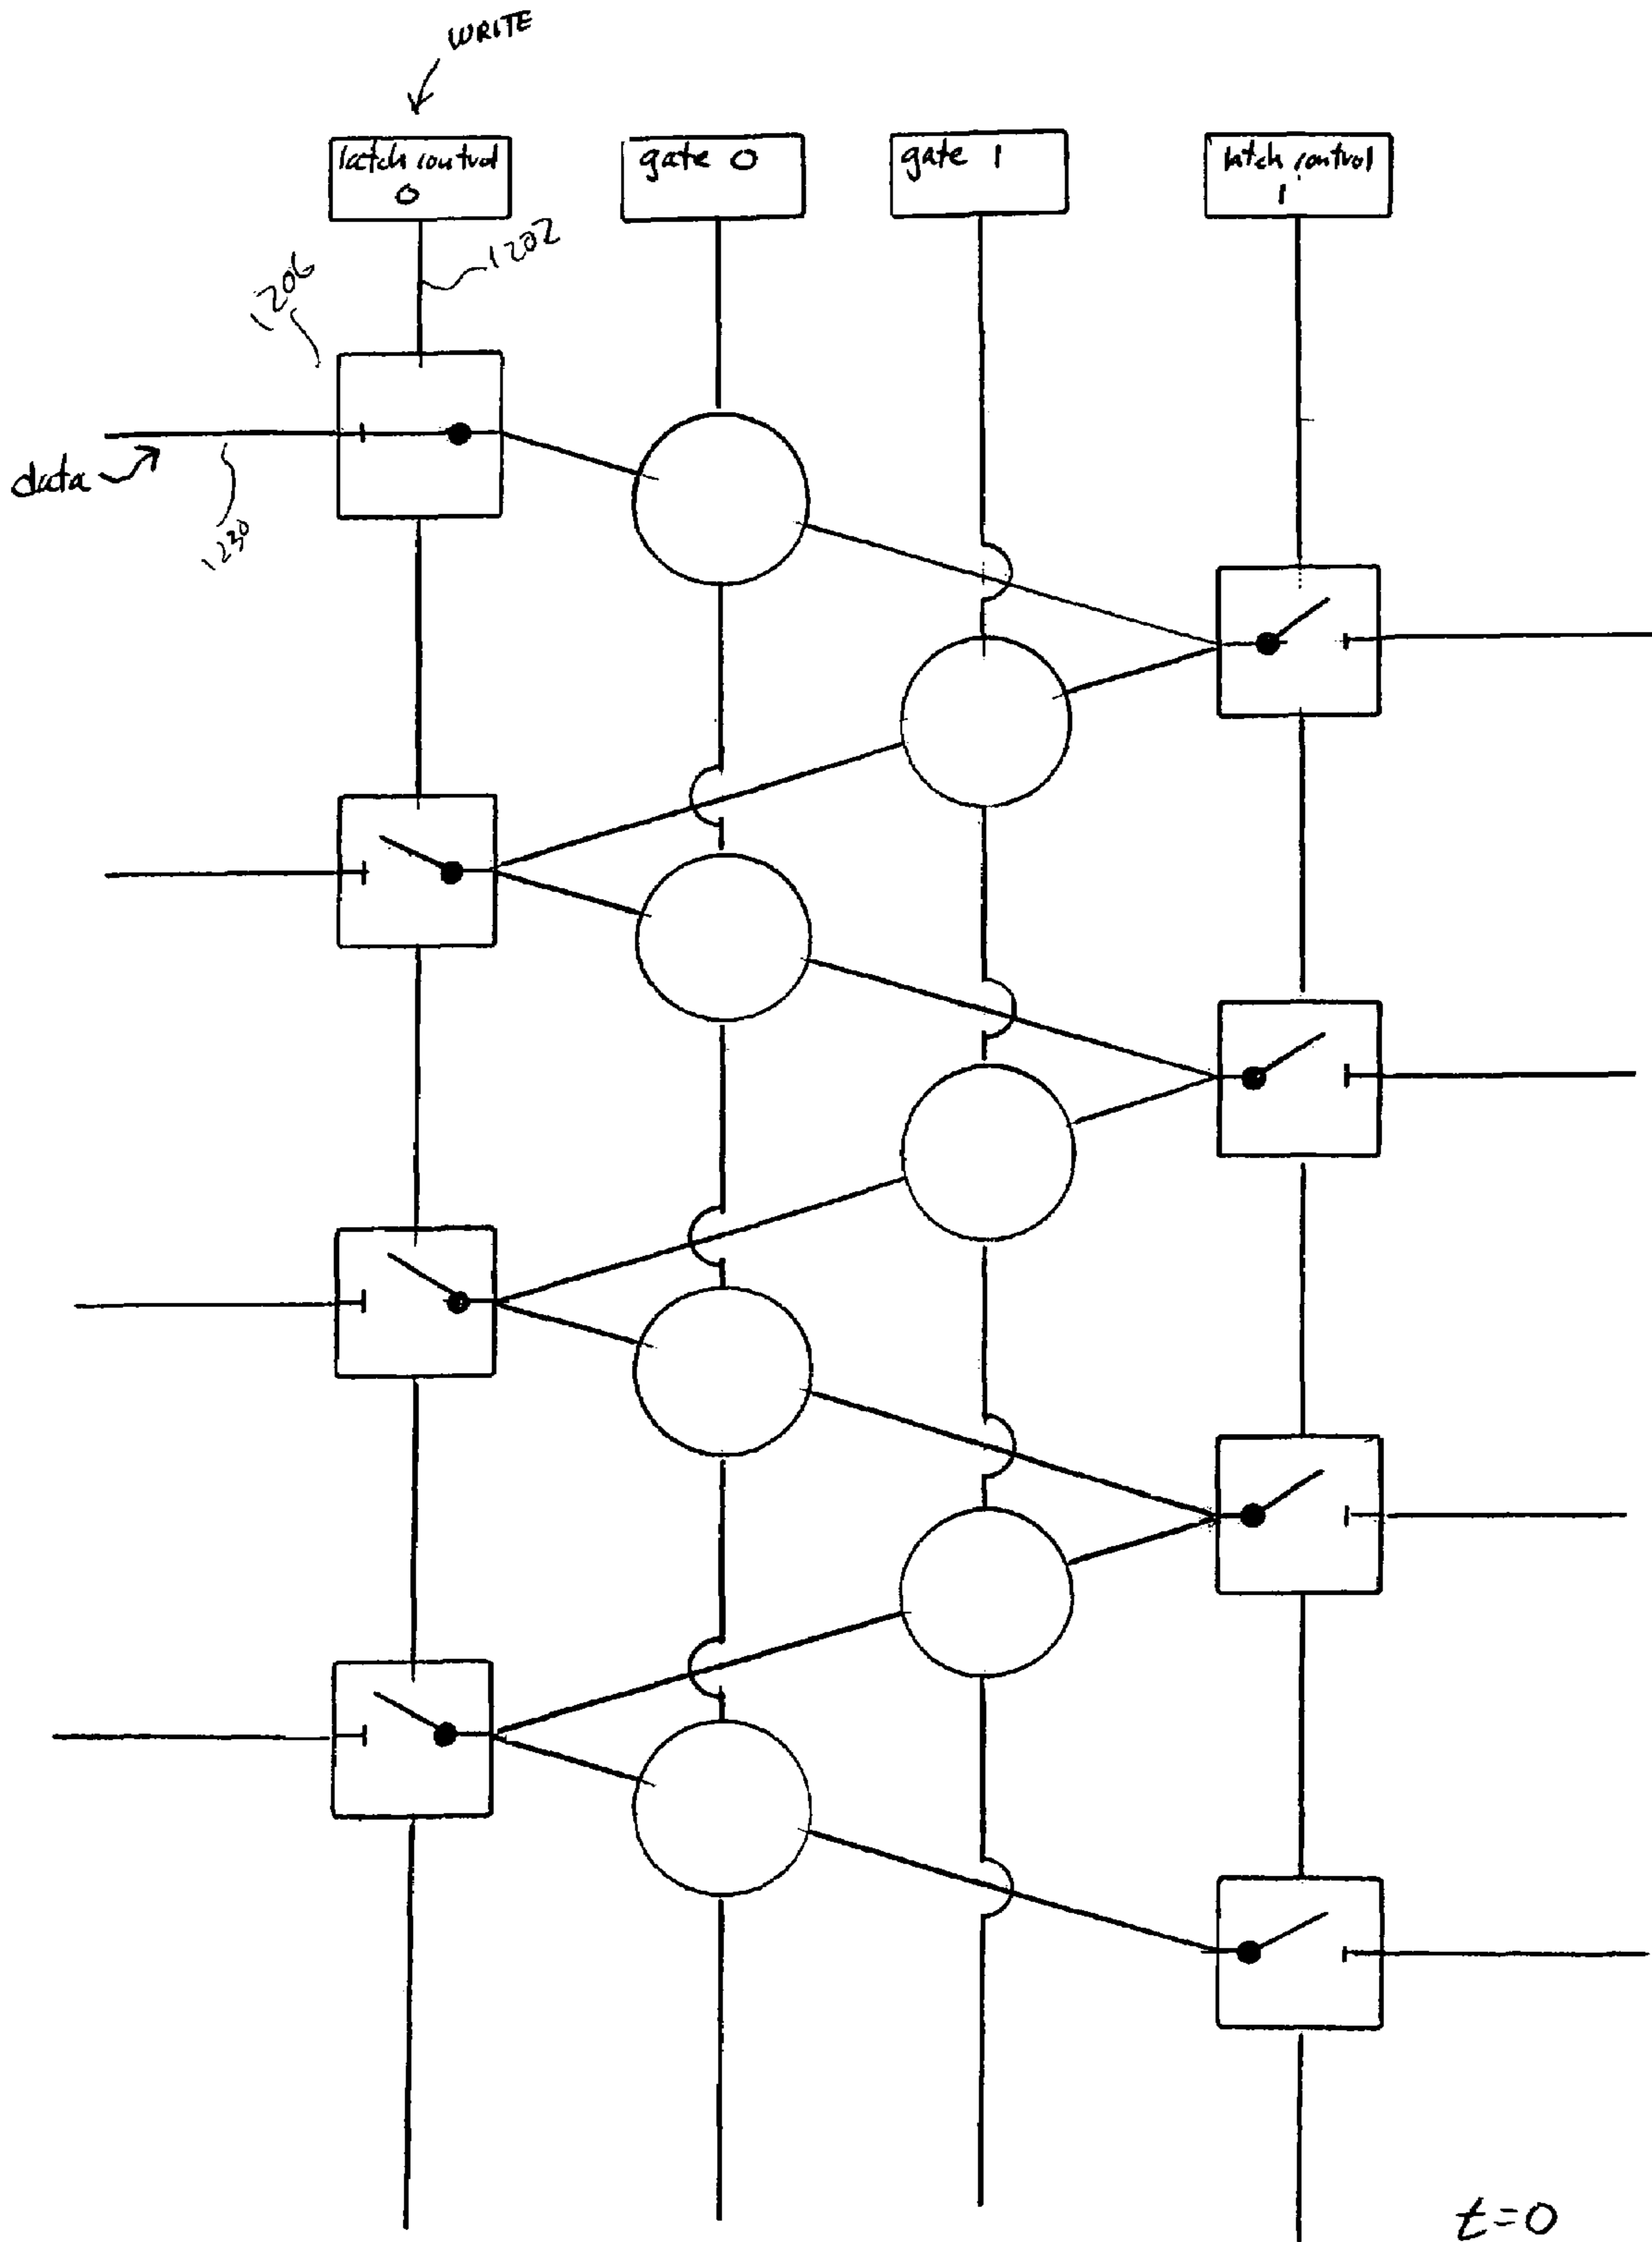 WRITE
latch control
0
gate 0
gate 1
latch control
1
1202
1206
data
1230
t=0